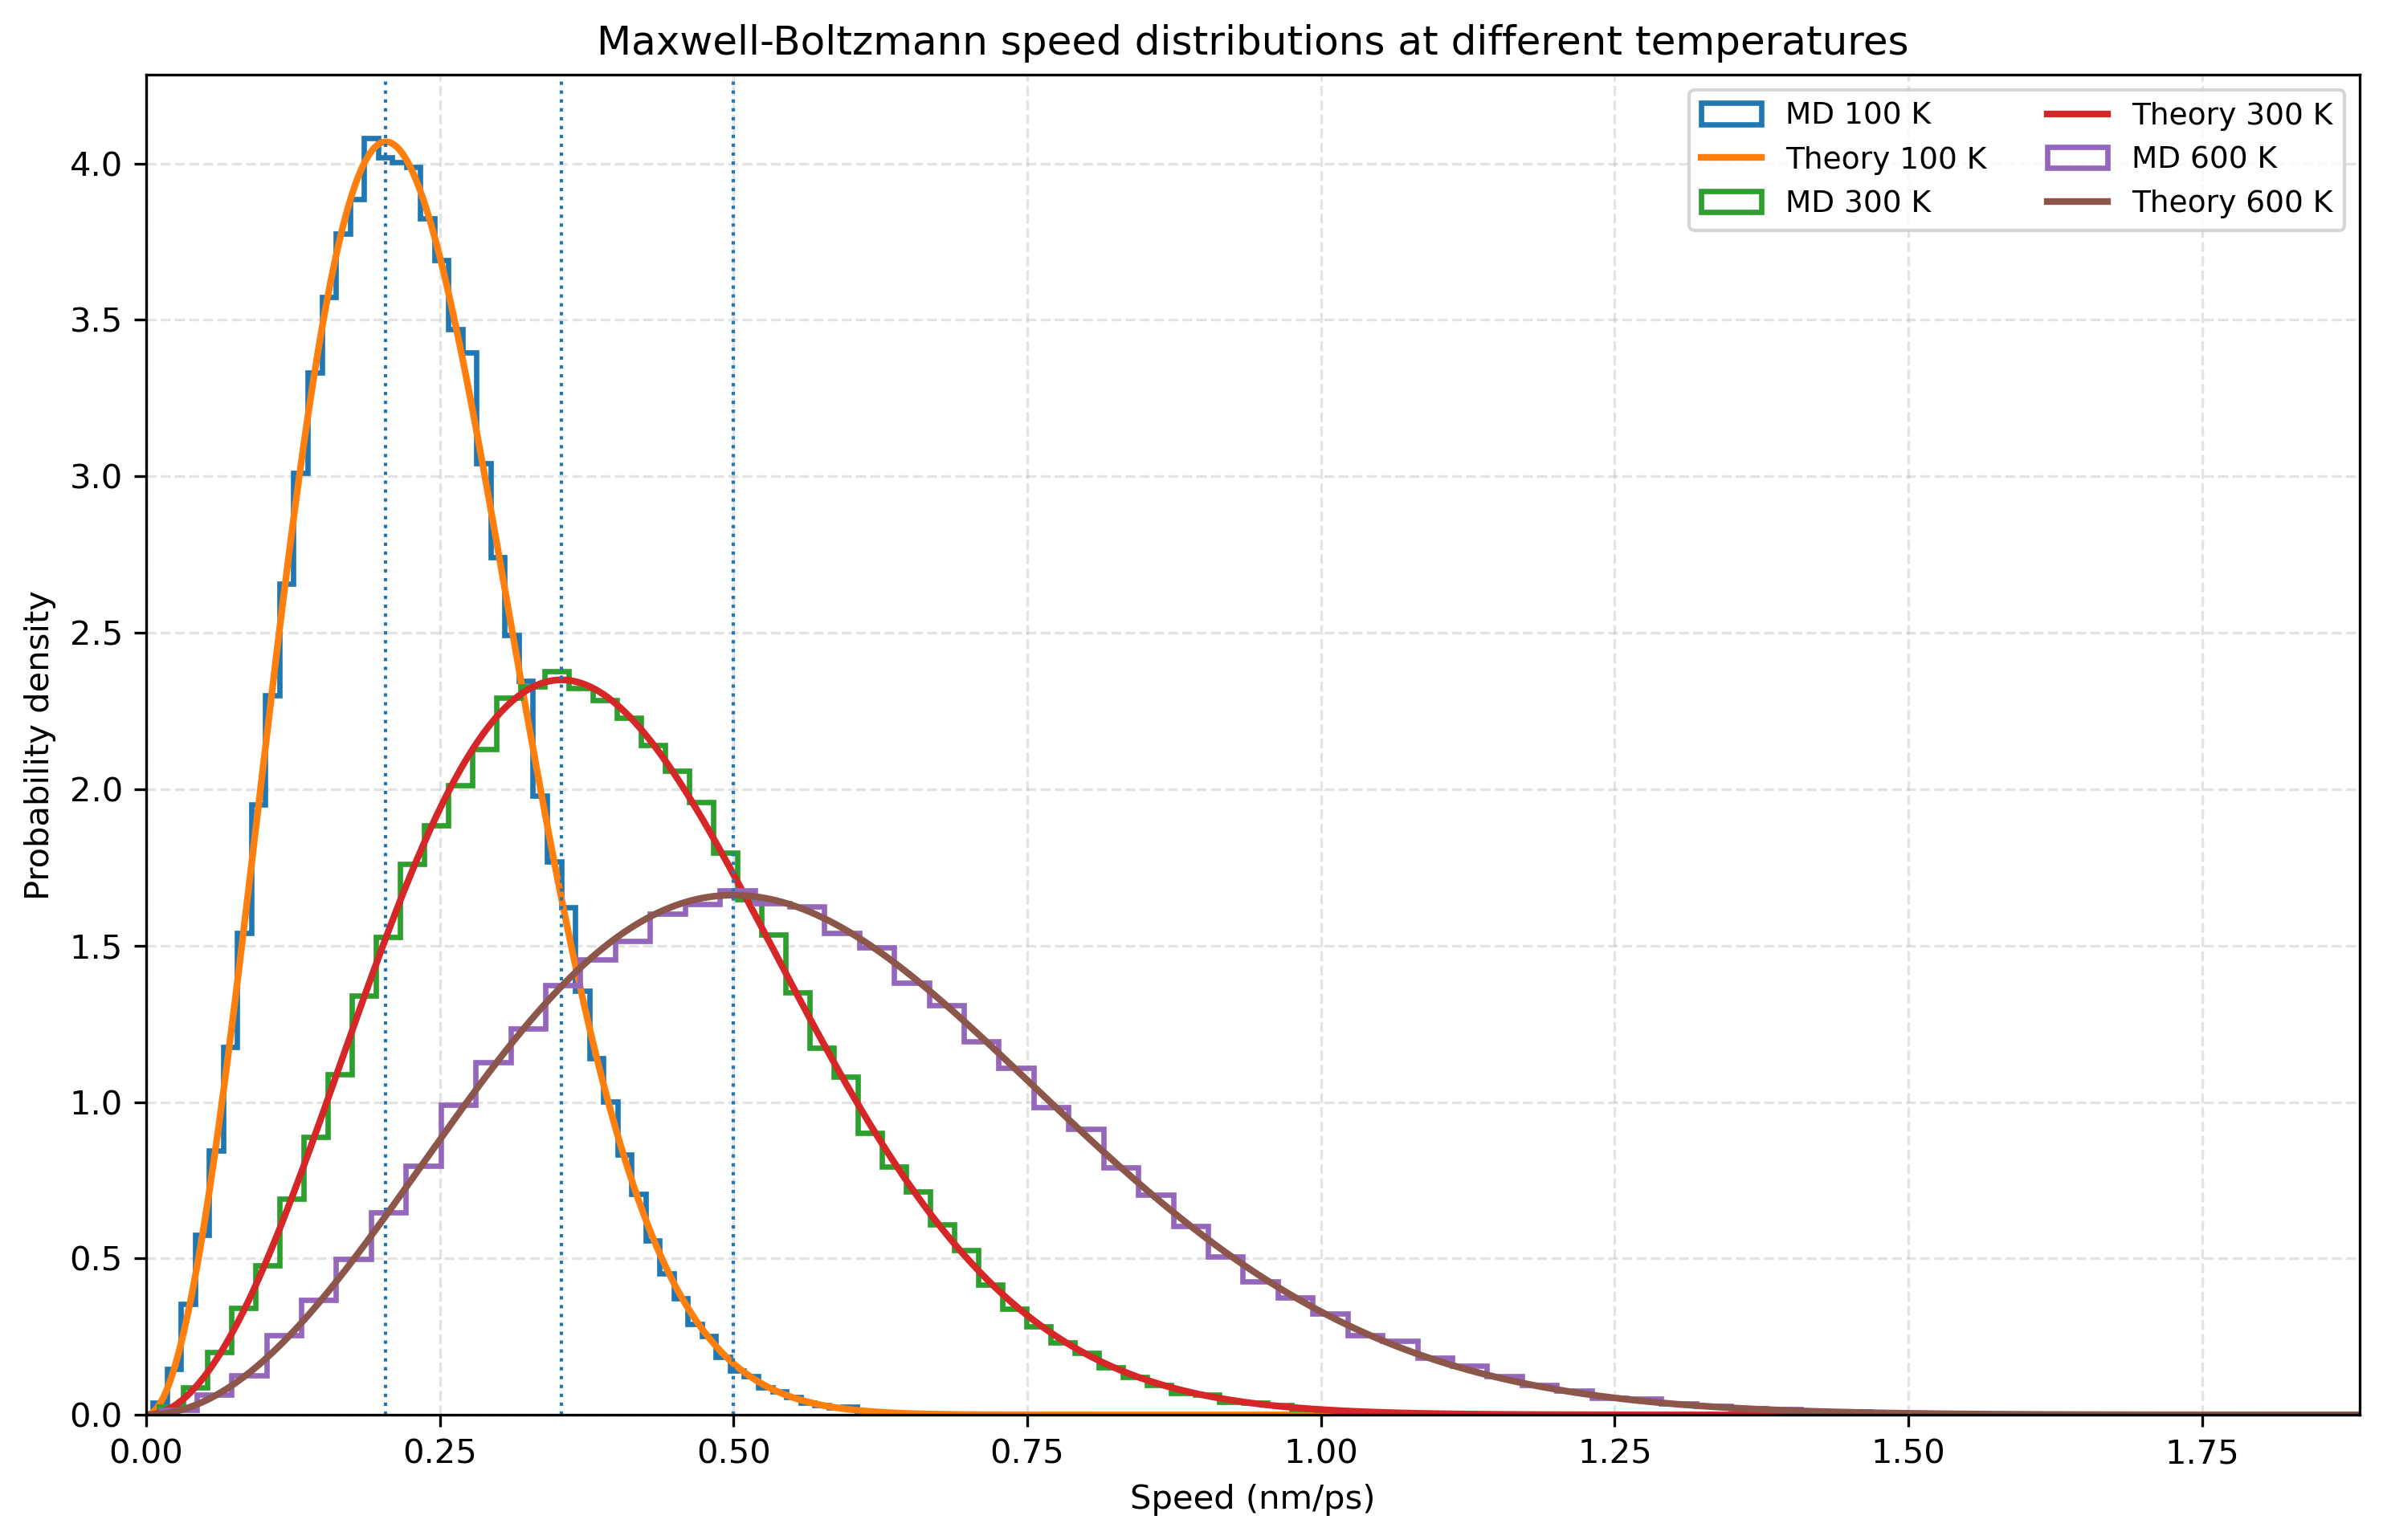 Maxwell-Boltzmann speed distributions at different temperatures
MD 100 K
Theory 100 K
MD 300 K
Theory 300 K
MD 600 K
Theory 600 K
Probability density
4.0
3.5
3.0
2.5
2.0
1.5
1.0
0.5
0.0
0.00 0.25 0.50 0.75 1.00 1.25 1.50 1.75
Speed (nm/ps)